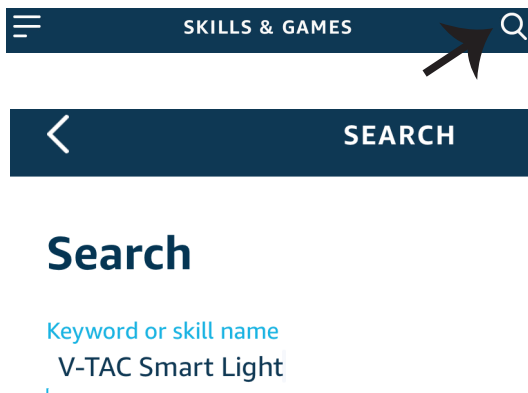 SKILLS & GAMES
SEARCH
Search
Keyword or skill name
V-TAC Smart Light